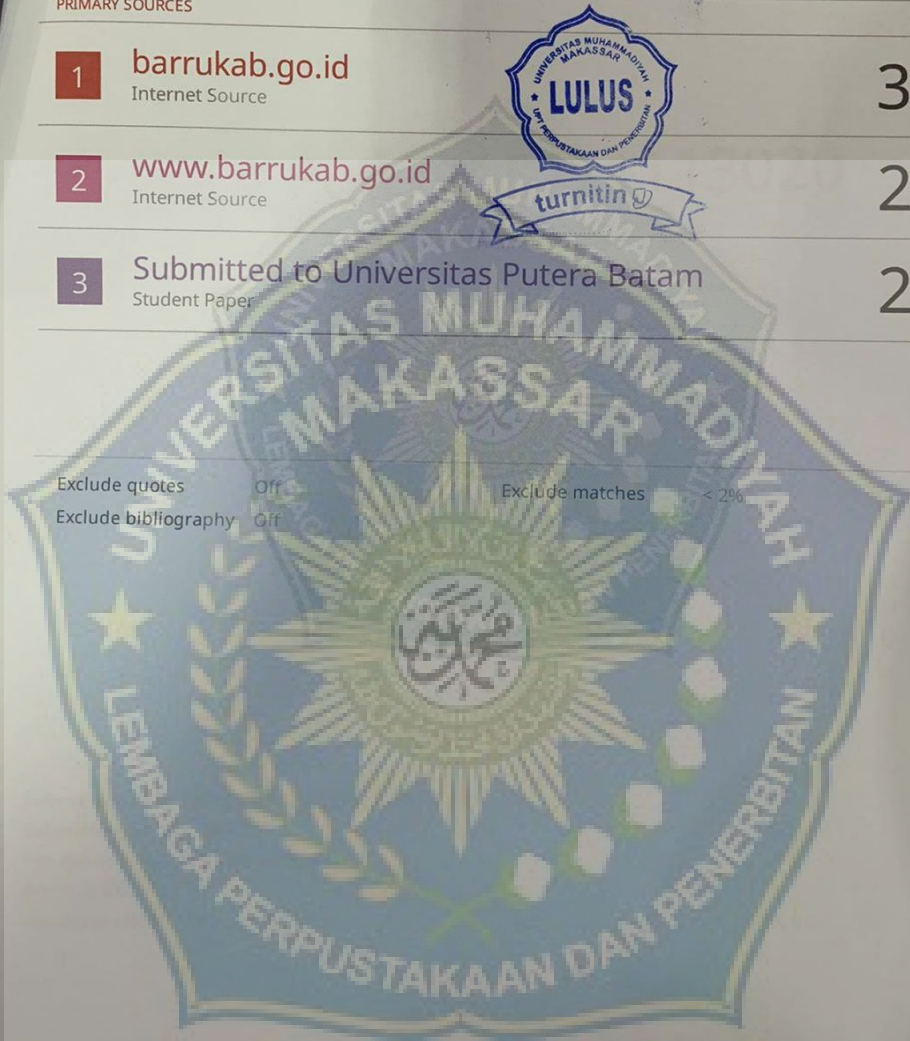 PRIMARY SOURCES
1
barrukab.go.id
Internet Source
3
UNIVERSITAS MUHAMMADIYAH
MAKASSAR
LULUS
UPT PERPUSTAKAAN DAN PENERBITAN
turnitin
2
www.barrukab.go.id
Internet Source
2
3
Submitted to Universitas Putera Batam
Student Paper
2
Exclude quotes Off
Exclude matches < 2%
Exclude bibliography Off
UNIVERSITAS MUHAMMADIYAH
MAKASSAR
LEMBAGA PERPUSTAKAAN DAN PENERBITAN